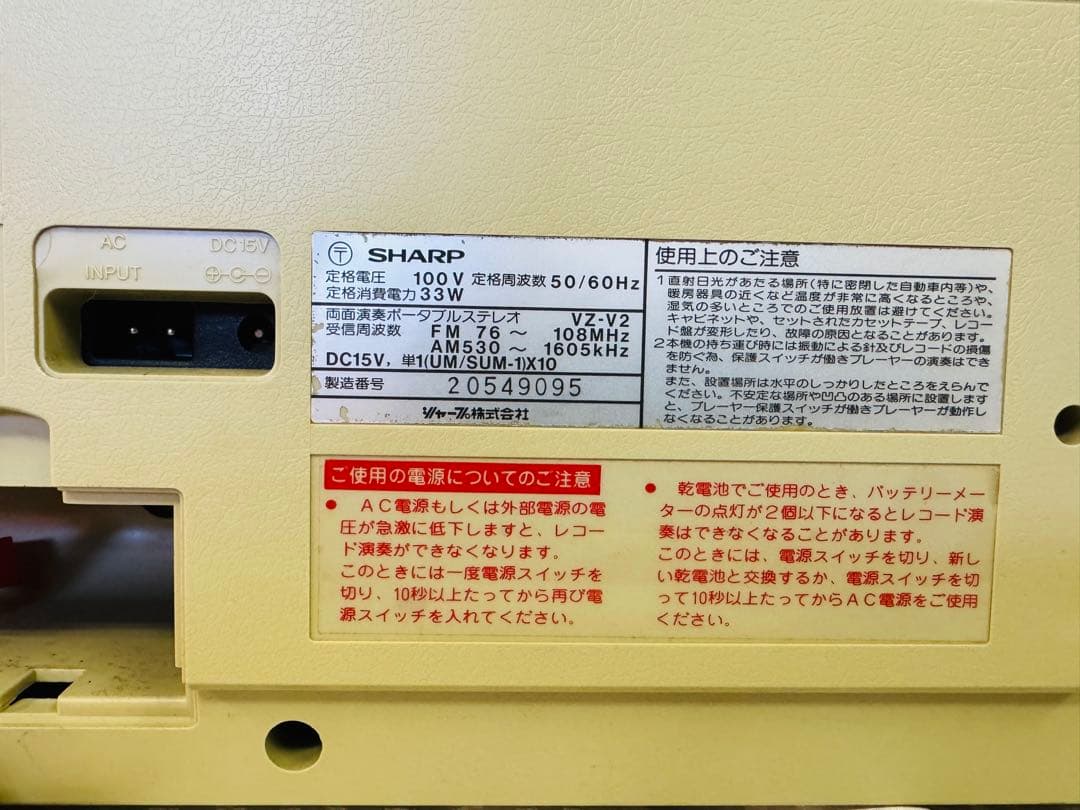 AC
DC15V
INPUT
〒 SHARP
定格電圧 100V 定格周波数 50/60Hz
定格消費電力 33W
両面演奏ポータブルステレオ VZ-V2
受信周波数 FM 76 ～ 108MHz
AM530 ～ 1605kHz
DC15V, 単1(UM/SUM-1)X10
製造番号 20549095
シャープ株式会社
使用上のご注意
1 直射日光があたる場所(特に密閉した自動車内等)や、
暖房器具の近くなど温度が非常に高くなるところや、
湿気の多いところでのご使用放置は避けてください。
キャビネットや、セットされたカセットテープ、レコー
ド盤が変形したり、故障の原因となることがあります。
2 本機の持ち運び時には振動による針及びレコードの損傷
を防ぐ為、保護スイッチが働きプレーヤーの演奏はでき
ません。
また、設置場所は水平のしっかりしたところをえらんで
ください。不安定な場所や凹凸のある場所に設置します
と、プレーヤー保護スイッチが働きプレーヤーが動作し
なくなることがあります。
ご使用の電源についてのご注意
● AC電源もしくは外部電源の電
圧が急激に低下しますと、レコー
ド演奏ができなくなります。
このときには一度電源スイッチを
切り、10秒以上たってから再び電
源スイッチを入れてください。
● 乾電池でご使用のとき、バッテリーメー
ターの点灯が2個以下になるとレコード演
奏はできなくなることがあります。
このときには、電源スイッチを切り、新し
い乾電池と交換するか、電源スイッチを切
って10秒以上たってからAC電源をご使用
ください。